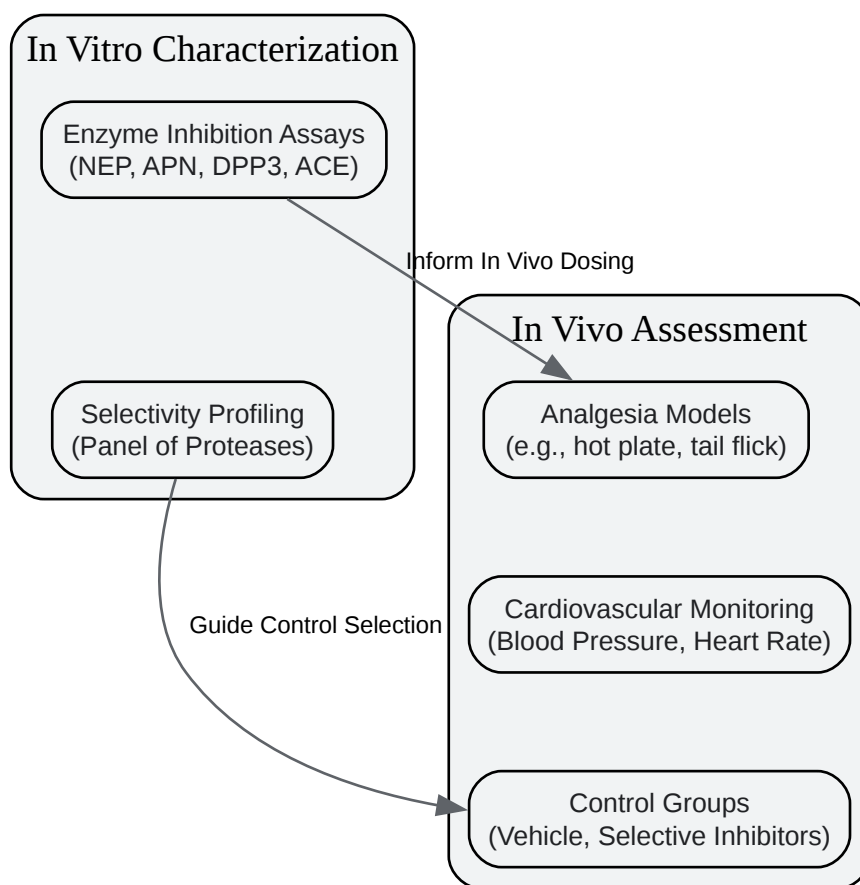 In Vitro Characterization
Enzyme Inhibition Assays
(NEP, APN, DPP3, ACE)
Inform In Vivo Dosing
In Vivo Assessment
Selectivity Profiling
(Panel of Proteases)
Analgesia Models
(e.g., hot plate, tail flick)
Cardiovascular Monitoring
(Blood Pressure, Heart Rate)
Guide Control Selection
Control Groups
(Vehicle, Selective Inhibitors)